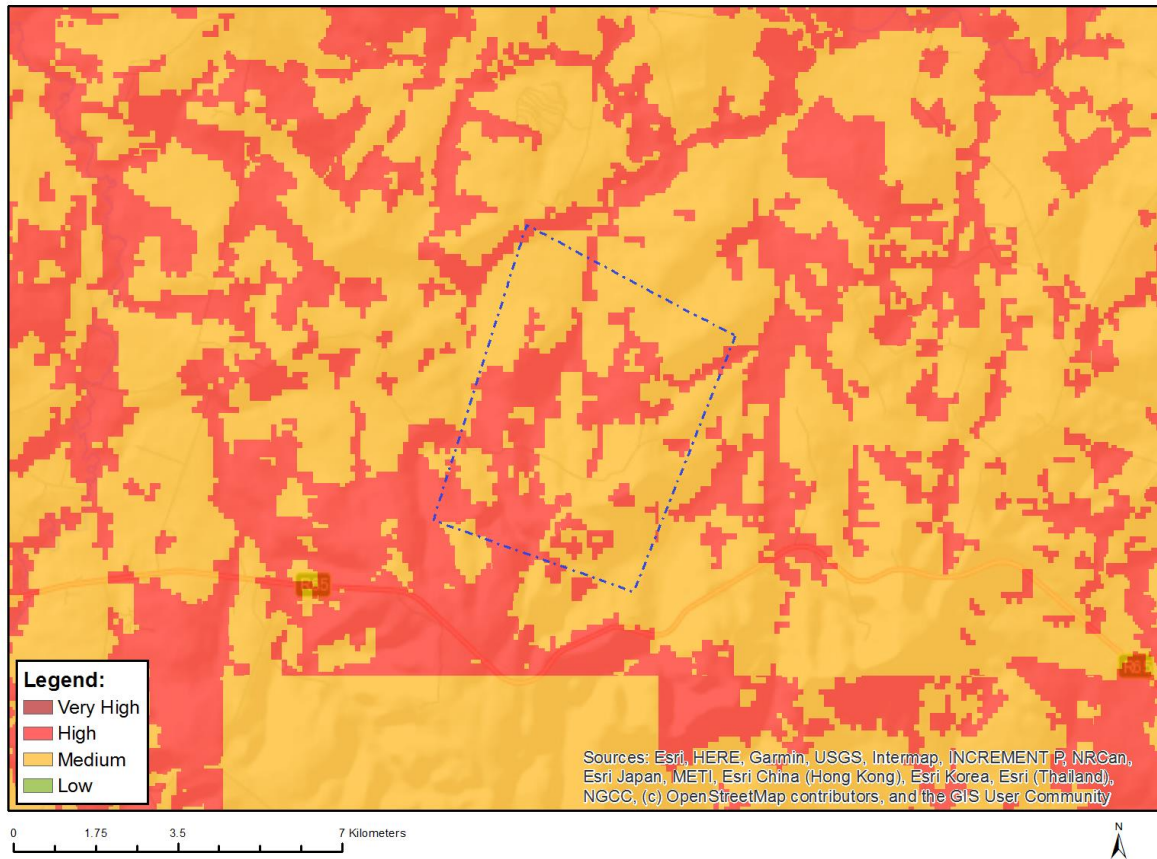 Legend:
Very High
High
Medium
Low
Sources: Esri, HERE, Garmin, USGS, Intermap, INCREMENT P, NRCan,
Esri Japan, METI, Esri China (Hong Kong), Esri Korea, Esri (Thailand),
NGCC, (c) OpenStreetMap contributors, and the GIS User Community
0 1.75 3.5 7 Kilometers
N